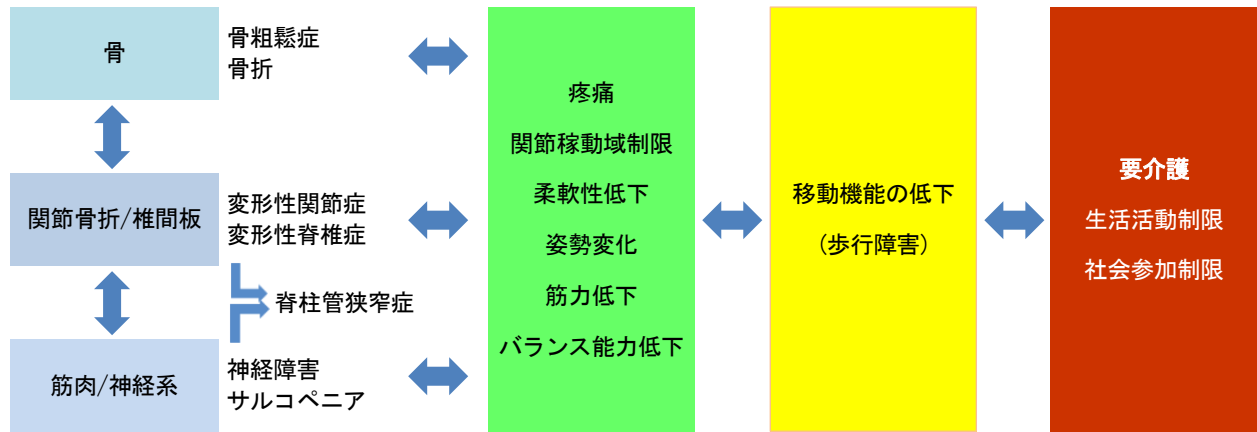 骨
骨粗鬆症
骨折
関節骨折/椎間板
変形性関節症
変形性脊椎症
脊柱管狭窄症
筋肉/神経系
神経障害
サルコペニア
疼痛
関節稼動域制限
柔軟性低下
姿勢変化
筋力低下
バランス能力低下
移動機能の低下
(歩行障害)
要介護
生活活動制限
社会参加制限